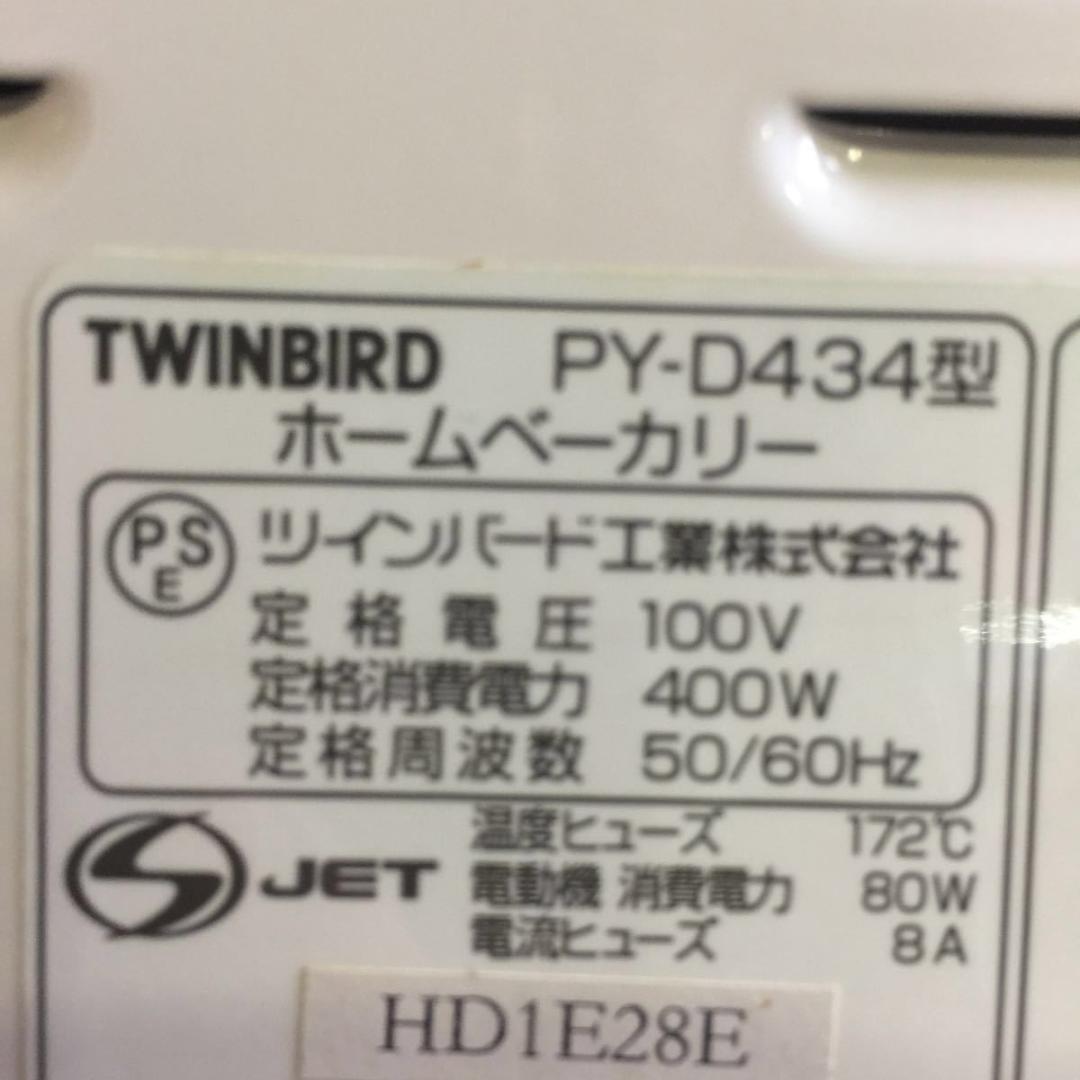 TWINBIRD PY-D434型
ホームベーカリー
PSE ツインバード工業株式会社
定格電圧 100V
定格消費電力 400W
定格周波数 50/60Hz
温度ヒューズ 172℃
JET 電動機 消費電力 80W
電流ヒューズ 8A
HD1E28E